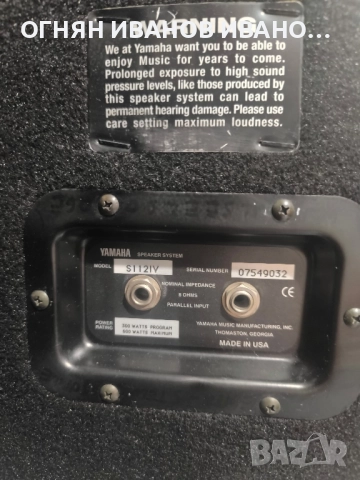 ОГНЯН ИВАНОВ ИВАНО...
WARNING
We at Yamaha want you to be able to
enjoy Music for years to come.
Prolonged exposure to high sound
pressure levels, like those produced by
this speaker system can lead to
permanent hearing damage. Please use
care setting maximum loudness.
YAMAHA SPEAKER SYSTEM
MODEL S112IV SERIAL NUMBER 07549032
NOMINAL IMPEDANCE
8 OHMS
PARALLEL INPUT
CE
POWER RATING
WATTS PROGRAM
WATTS MAXIMUM
YAMAHA MUSIC MANUFACTURING, INC.
THOMASTON, GEORGIA
MADE IN USA
BAZAR